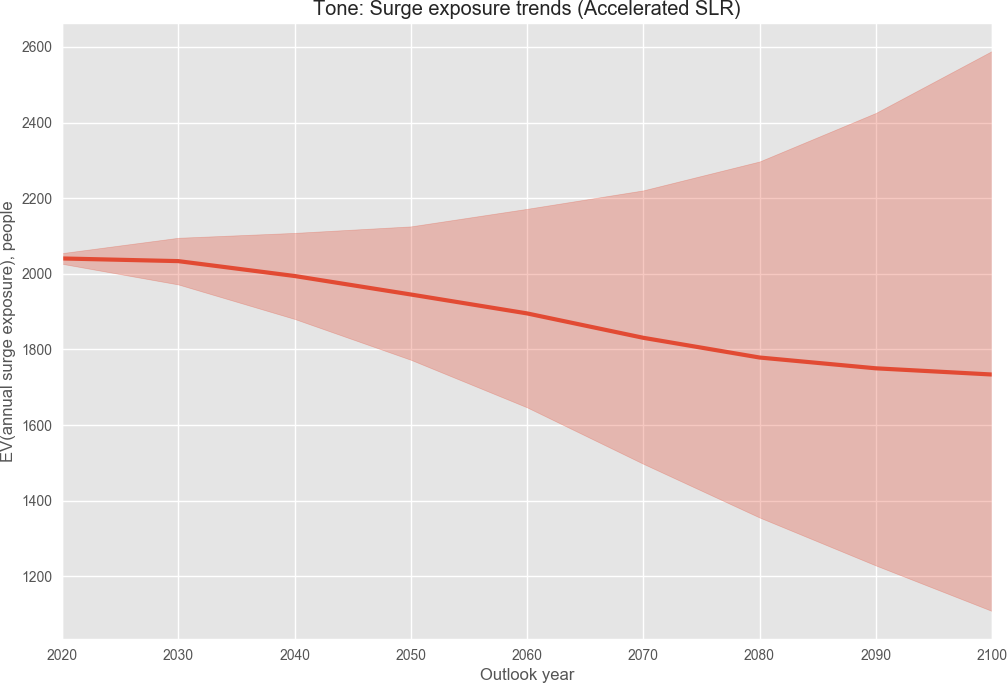 Tone: Surge exposure trends (Accelerated SLR)
EV(annual surge exposure), people
2600
2400
2200
2000
1800
1600
1400
1200
2020 2030 2040 2050 2060 2070 2080 2090 2100
Outlook year